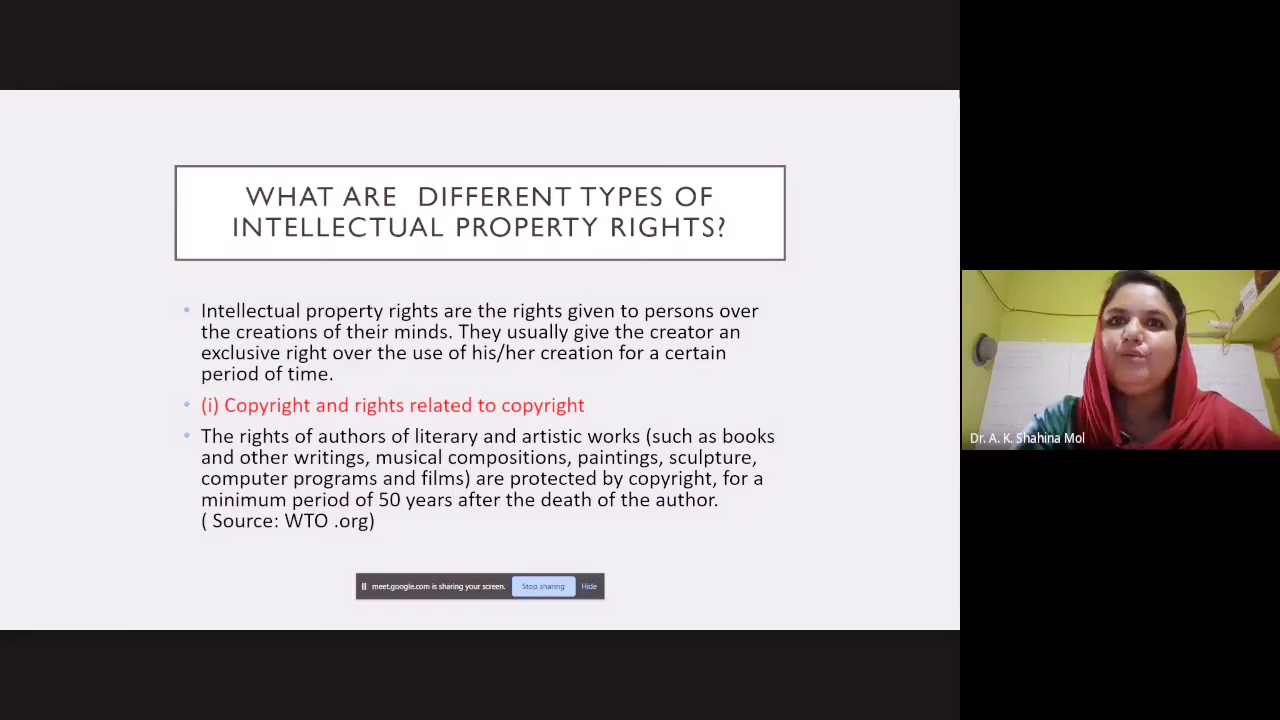 WHAT ARE DIFFERENT TYPES OF
INTELLECTUAL PROPERTY RIGHTS?
• Intellectual property rights are the rights given to persons over
the creations of their minds. They usually give the creator an
exclusive right over the use of his/her creation for a certain
period of time.
• (i) Copyright and rights related to copyright
• The rights of authors of literary and artistic works (such as books
and other writings, musical compositions, paintings, sculpture,
computer programs and films) are protected by copyright, for a
minimum period of 50 years after the death of the author.
( Source: WTO .org)
meet.google.com is sharing your screen. Stop sharing Hide
Dr. A. K. Shahina Mol